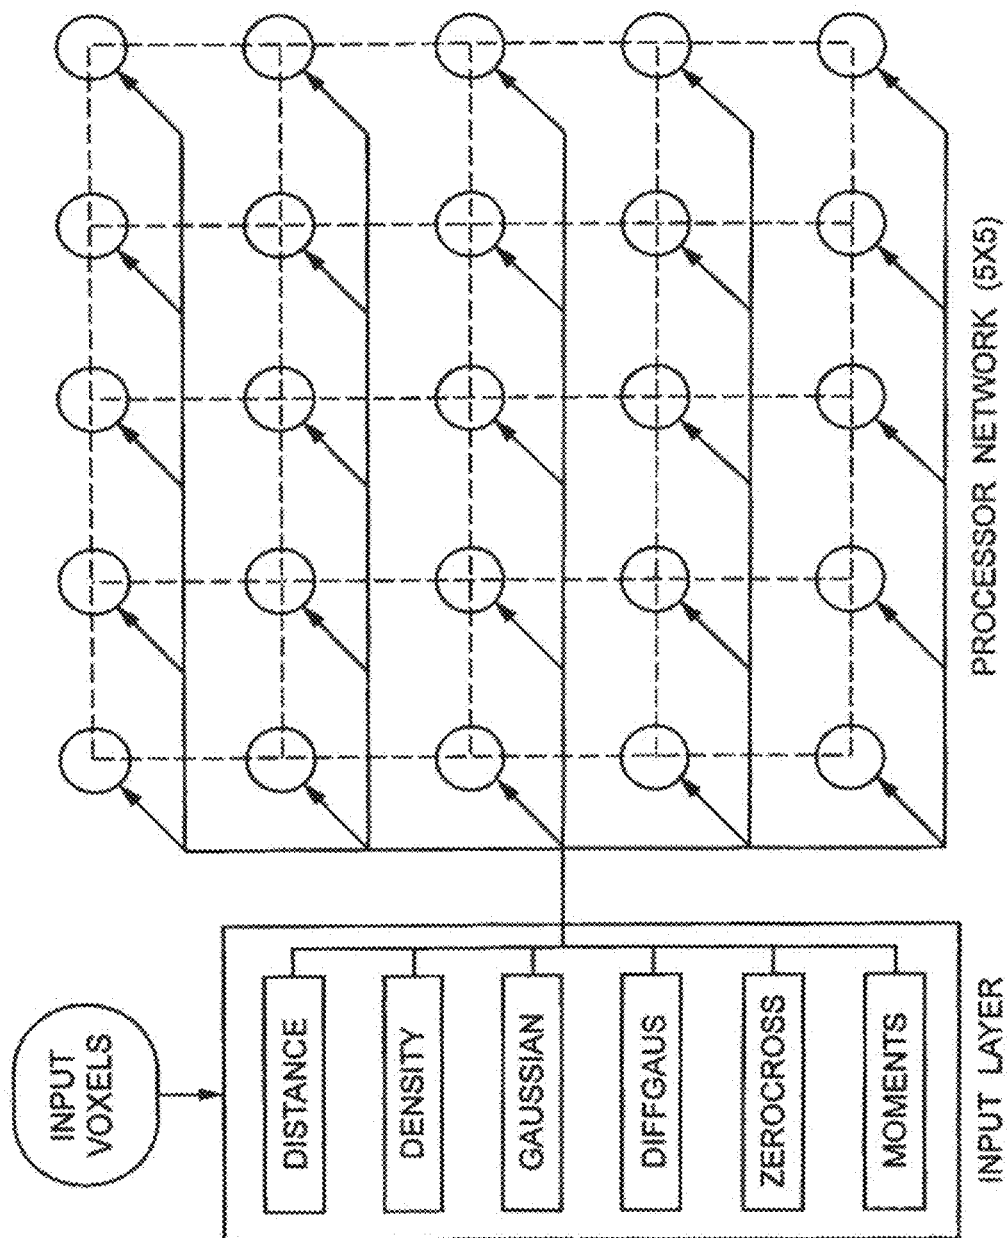 INPUT
VOXELS
DISTANCE
DENSITY
GAUSSIAN
DIFFGAUS
ZEROCROSS
MOMENTS
INPUT LAYER
PROCESSOR NETWORK (5X5)